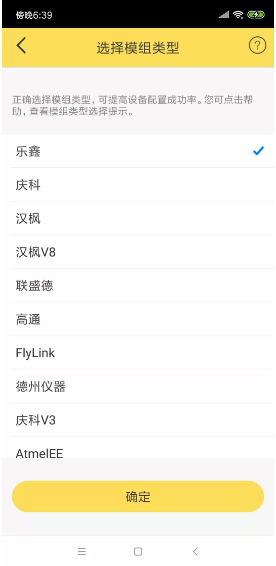 傍晚6:39
选择模组类型
?
正确选择模组类型，可提高设备配置成功率。您可点击帮
助，查看模组类型选择提示。
乐鑫
庆科
汉枫
汉枫V8
联盛德
高通
FlyLink
德州仪器
庆科V3
AtmelEE
确定